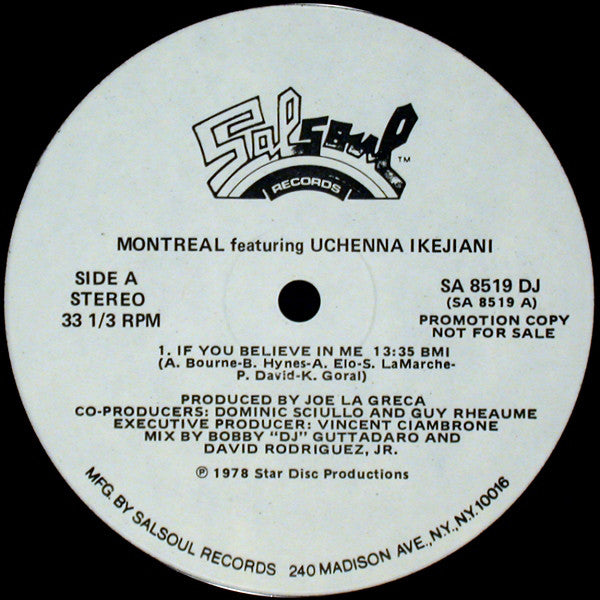 Salsoul™
RECORDS
MONTREAL featuring UCHENNA IKEJIANI
SIDE A
STEREO
33 1/3 RPM
SA 8519 DJ
(SA 8519 A)
PROMOTION COPY
NOT FOR SALE
1. IF YOU BELIEVE IN ME 13:35 BMI
(A. Bourne-B. Hynes-A. Elo-S. LaMarche-
P. David-K. Goral)
PRODUCED BY JOE LA GRECA
CO-PRODUCERS: DOMINIC SCIULLO AND GUY RHEAUME
EXECUTIVE PRODUCER: VINCENT CIAMBRONE
MIX BY BOBBY "DJ" GUTTADARO AND
DAVID RODRIGUEZ, JR.
℗ 1978 Star Disc Productions
MFG. BY SALSOUL RECORDS 240 MADISON AVE., N.Y., N.Y. 10016